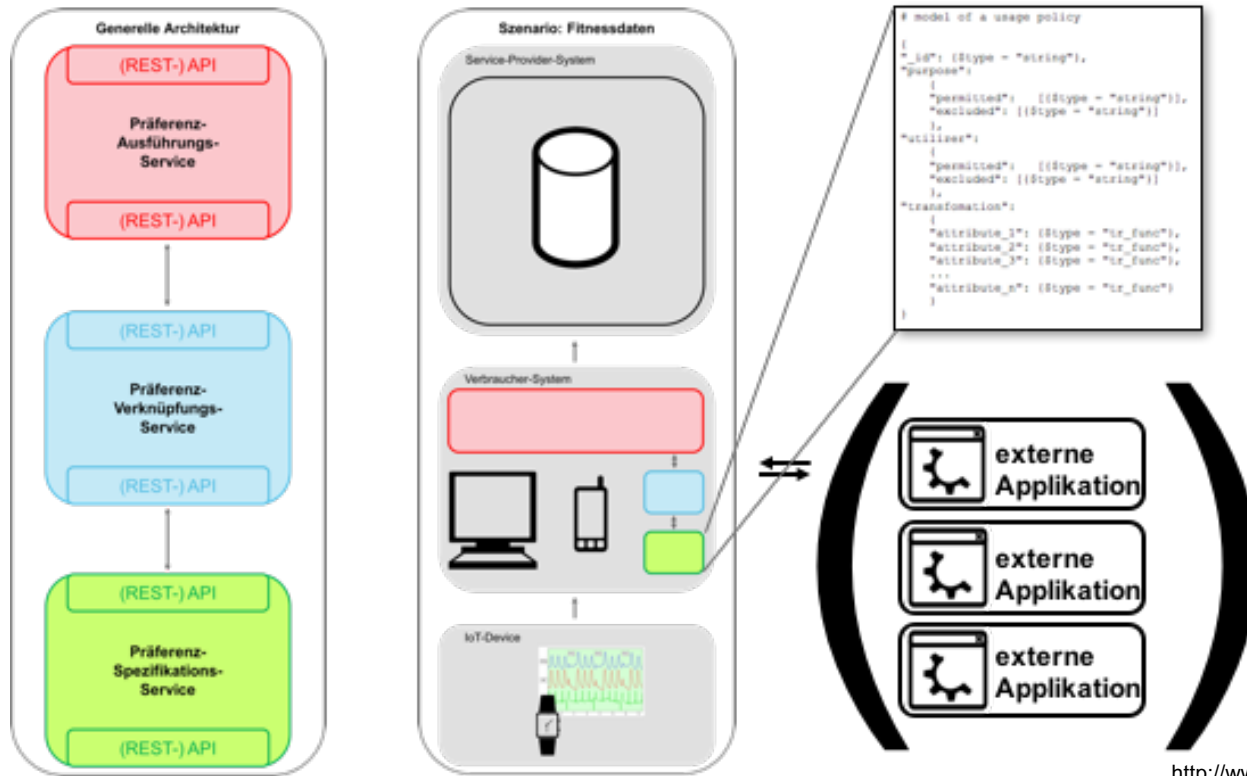 Generelle Architektur
(REST-) API
Präferenz-
Ausführungs-
Service
(REST-) API
(REST-) API
Präferenz-
Verknüpfungs-
Service
(REST-) API
(REST-) API
Präferenz-
Spezifikations-
Service
(REST-) API
Szenario: Fitnessdaten
Service-Provider-System
Verbraucher-System
IoT-Device
# model of a usage policy
{
"_id": ($type = "string"),
"purpose":
{
"permitted": [($type = "string")],
"excluded": [($type = "string")]
},
"utilizer":
{
"permitted": [($type = "string")],
"excluded": [($type = "string")]
},
"transfomation":
{
"attribute_1": ($type = "tr_func"),
"attribute_2": ($type = "tr_func"),
"attribute_3": ($type = "tr_func"),
...
"attribute_n": ($type = "tr_func")
}
}
externe
Applikation
externe
Applikation
externe
Applikation
http://w